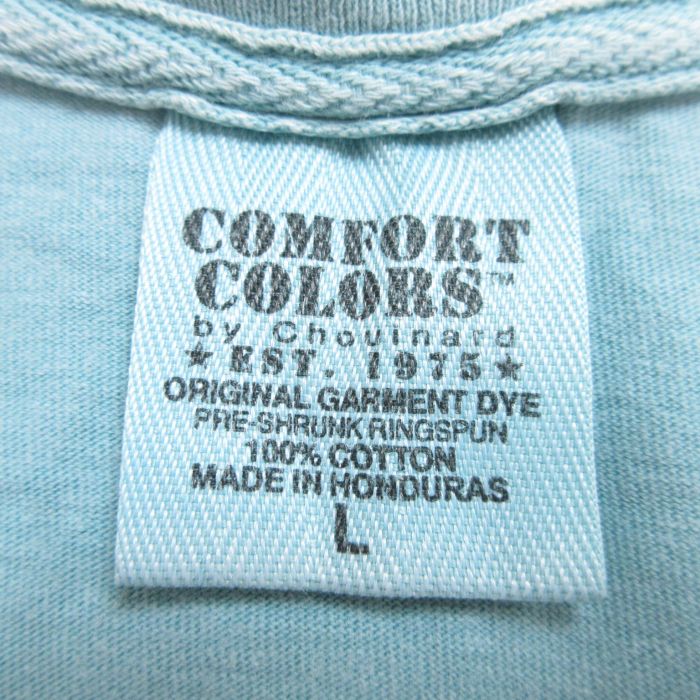 COMFORT
COLORS™
by Chouinard
★ EST. 1975 ★
ORIGINAL GARMENT DYE
PRE-SHRUNK RINGSPUN
100% COTTON
MADE IN HONDURAS
L